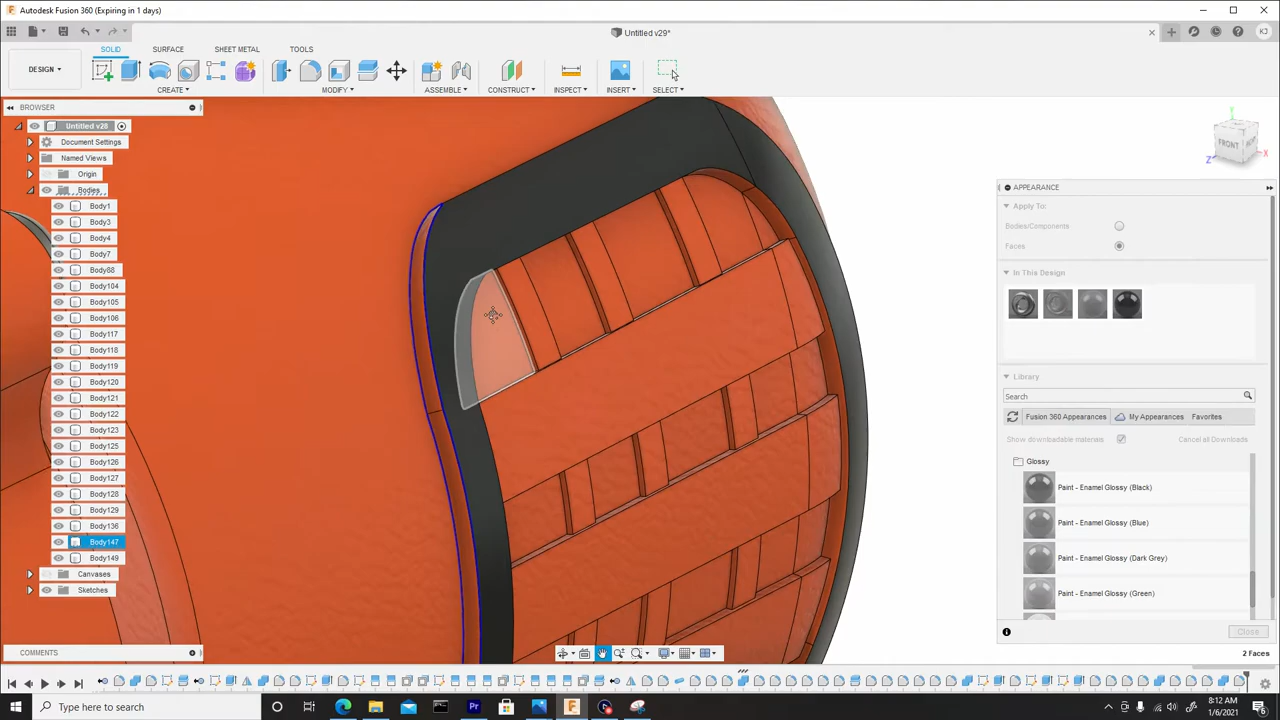 Autodesk Fusion 360 (Expiring in 1 days)
Untitled v29*
KJ
SOLID SURFACE SHEET METAL TOOLS
DESIGN
CREATE MODIFY ASSEMBLE CONSTRUCT INSPECT INSERT SELECT
BROWSER
Untitled v28
Document Settings
Named Views
Origin
Bodies
Body1
Body3
Body4
Body7
Body88
Body104
Body105
Body106
Body117
Body118
Body119
Body120
Body121
Body122
Body123
Body125
Body126
Body127
Body128
Body129
Body136
Body147
Body149
Canvases
Sketches
COMMENTS
Y
FRONT
X
Z
APPEARANCE
Apply To:
Bodies/Components
Faces
In This Design
Library
Search
Fusion 360 Appearances My Appearances Favorites
Show downloadable materials Cancel all Downloads
Glossy
Paint - Enamel Glossy (Black)
Paint - Enamel Glossy (Blue)
Paint - Enamel Glossy (Dark Grey)
Paint - Enamel Glossy (Green)
Close
2 Faces
Type here to search
Pr
8:12 AM
1/6/2021